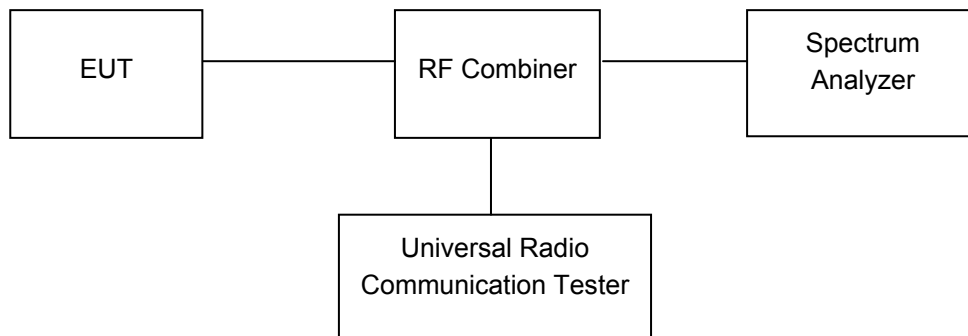 EUT
RF Combiner
Spectrum
Analyzer
Universal Radio
Communication Tester